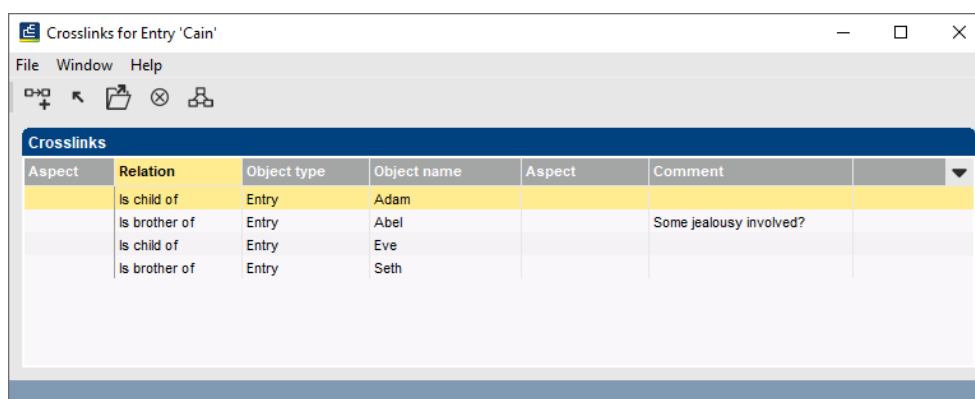 Crosslinks for Entry 'Cain'
File Window Help
Crosslinks
Aspect Relation Object type Object name Aspect Comment
Is child of Entry Adam
Is brother of Entry Abel Some jealousy involved?
Is child of Entry Eve
Is brother of Entry Seth